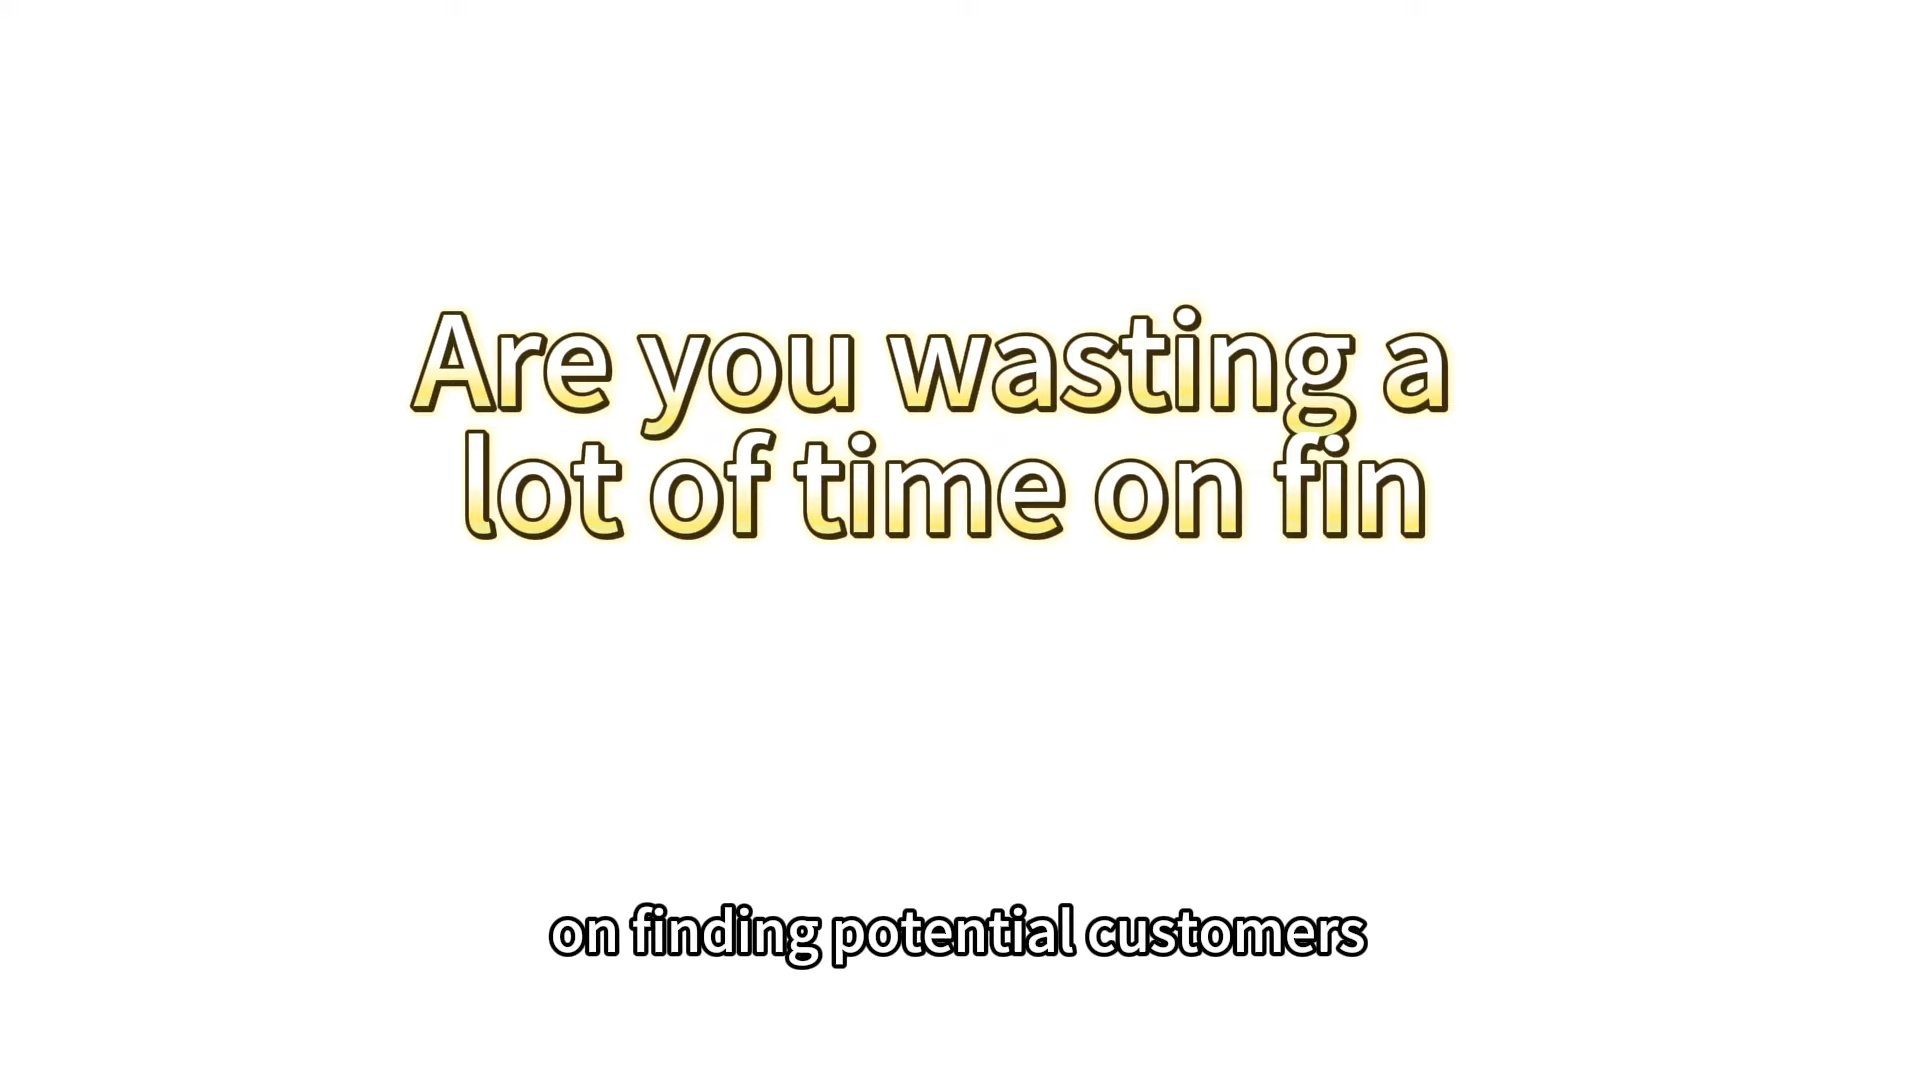 Are you wasting a
lot of time on fin
on finding potential customers